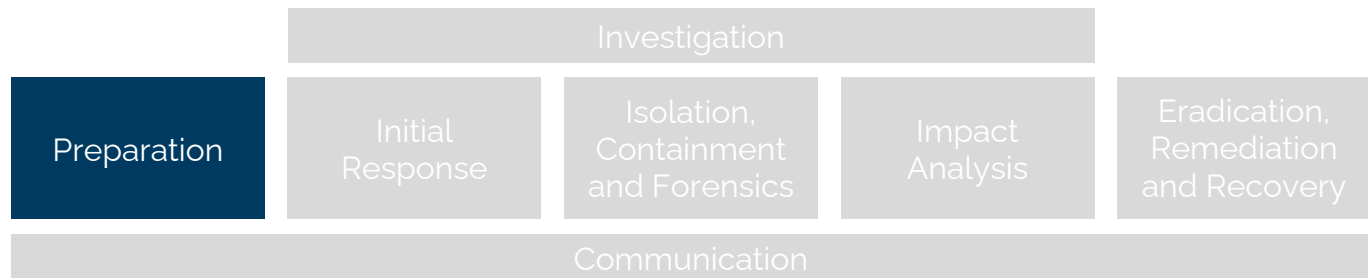 Investigation
Preparation
Initial
Response
Isolation,
Containment
and Forensics
Impact
Analysis
Eradication,
Remediation
and Recovery
Communication